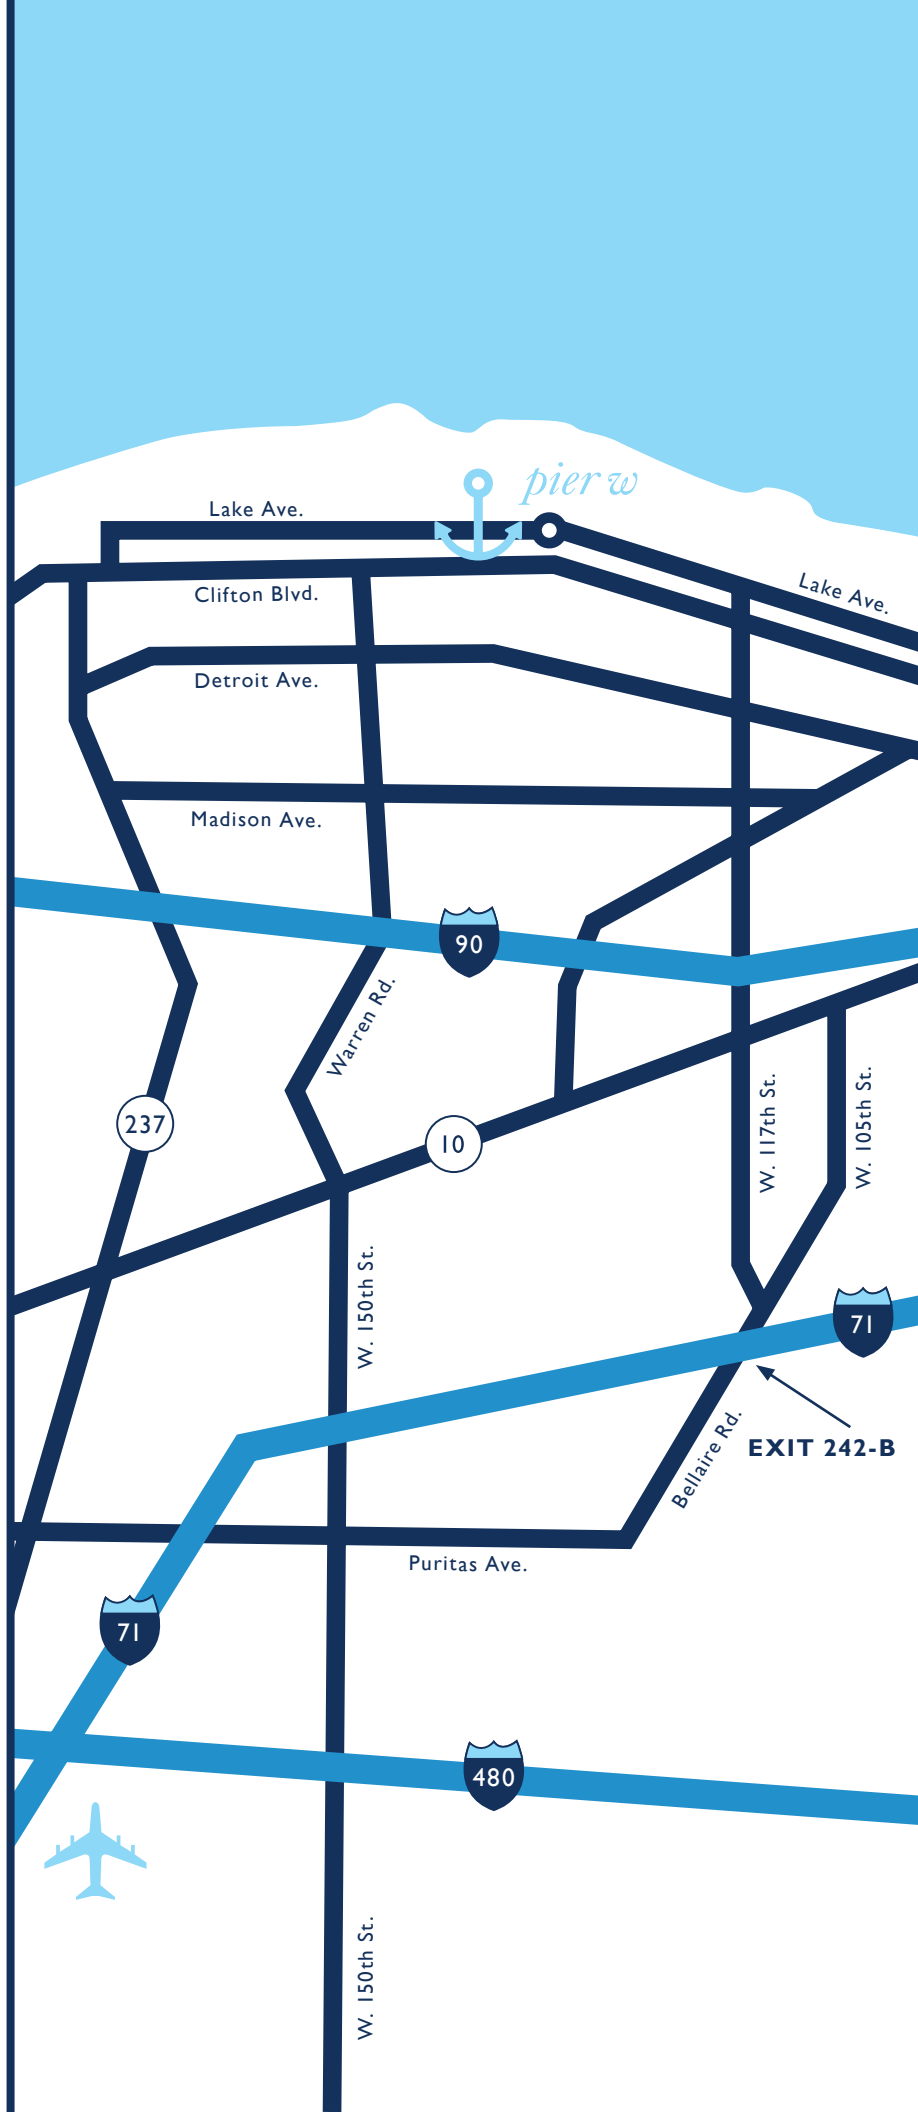 pier w
Lake Ave.
Lake Ave.
Clifton Blvd.
Detroit Ave.
Madison Ave.
90
Warren Rd.
237
10
W. 117th St.
W. 105th St.
W. 150th St.
71
EXIT 242-B
Bellaire Rd.
Puritas Ave.
71
480
W. 150th St.